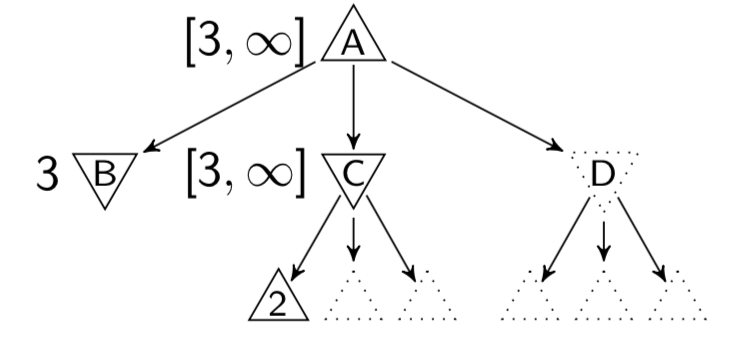 [3, ∞] A
3 B [3, ∞] C D
2